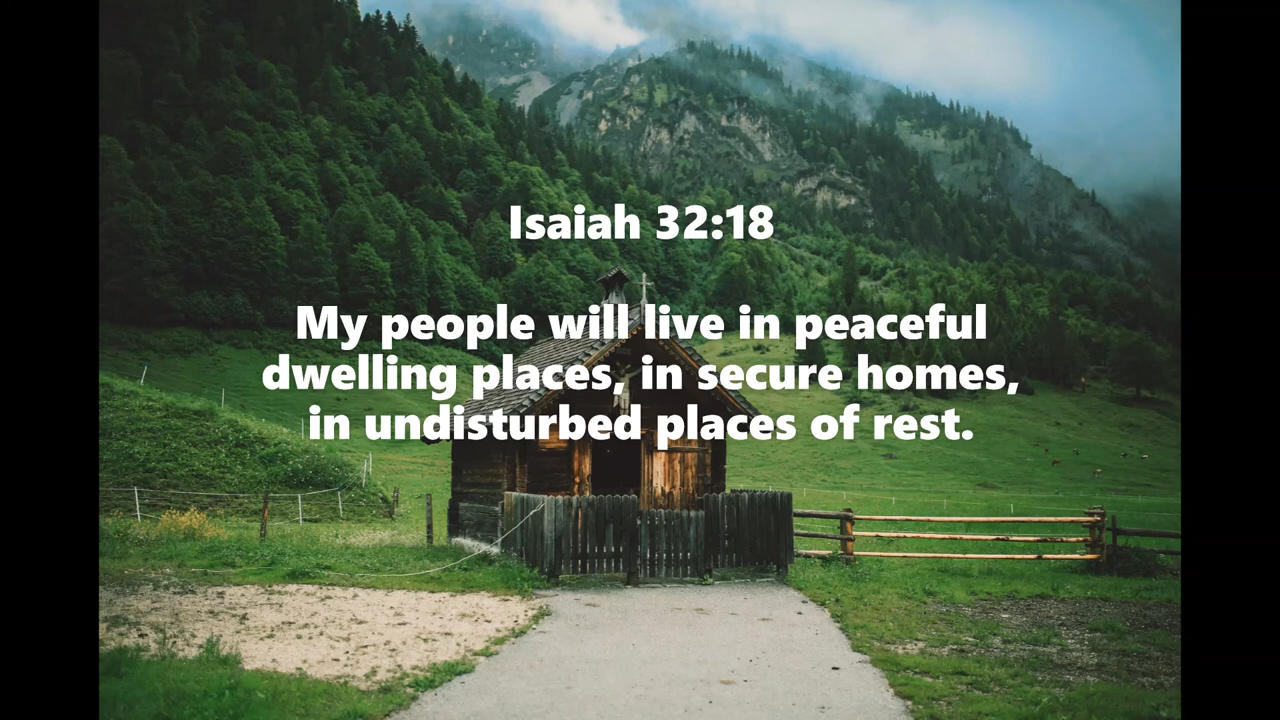 Isaiah 32:18
My people will live in peaceful
dwelling places, in secure homes,
in undisturbed places of rest.